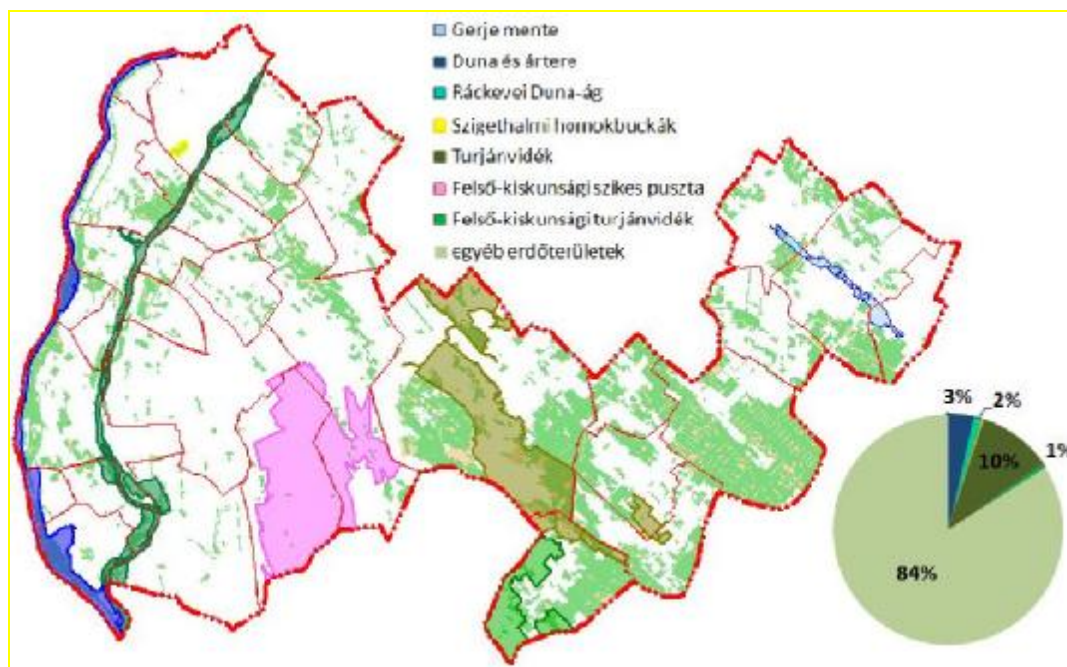 Gerje mente
Duna és ártere
Ráckevei Duna-ág
Szigethalmi homokbuckák
Turjánvidék
Felső-kiskunsági szikes puszta
Felső-kiskunsági turjánvidék
egyéb erdőterületek
3%
2%
1%
10%
84%